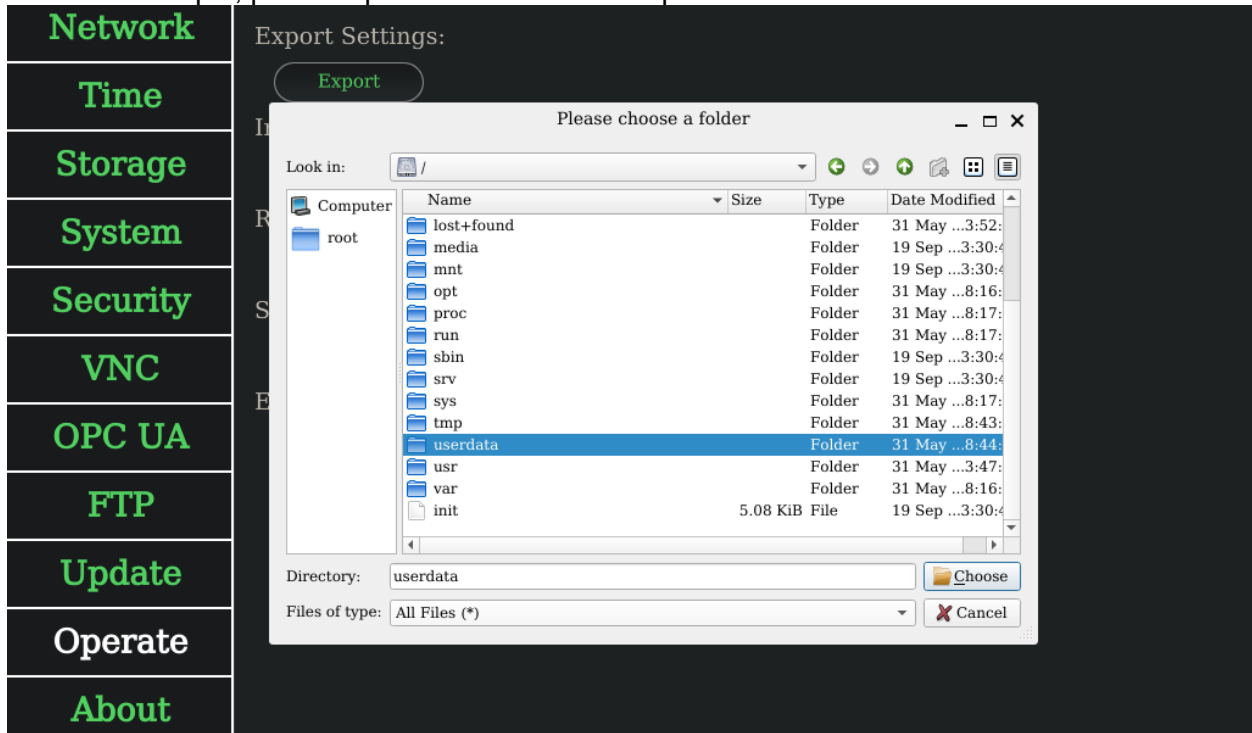 Network
Time
Storage
System
Security
VNC
OPC UA
FTP
Update
Operate
About
Export Settings:
Export
Please choose a folder
Look in: /
Computer
root
Name Size Type Date Modified
lost+found Folder 31 May ...3:52:
media Folder 19 Sep ...3:30:4
mnt Folder 19 Sep ...3:30:4
opt Folder 31 May ...8:16:
proc Folder 31 May ...8:17:
run Folder 31 May ...8:17:
sbin Folder 19 Sep ...3:30:4
srv Folder 19 Sep ...3:30:4
sys Folder 31 May ...8:17:
tmp Folder 31 May ...8:43:
userdata Folder 31 May ...8:44:
usr Folder 31 May ...3:47:
var Folder 31 May ...8:16:
init 5.08 KiB File 19 Sep ...3:30:4
Directory: userdata Choose
Files of type: All Files (*) Cancel